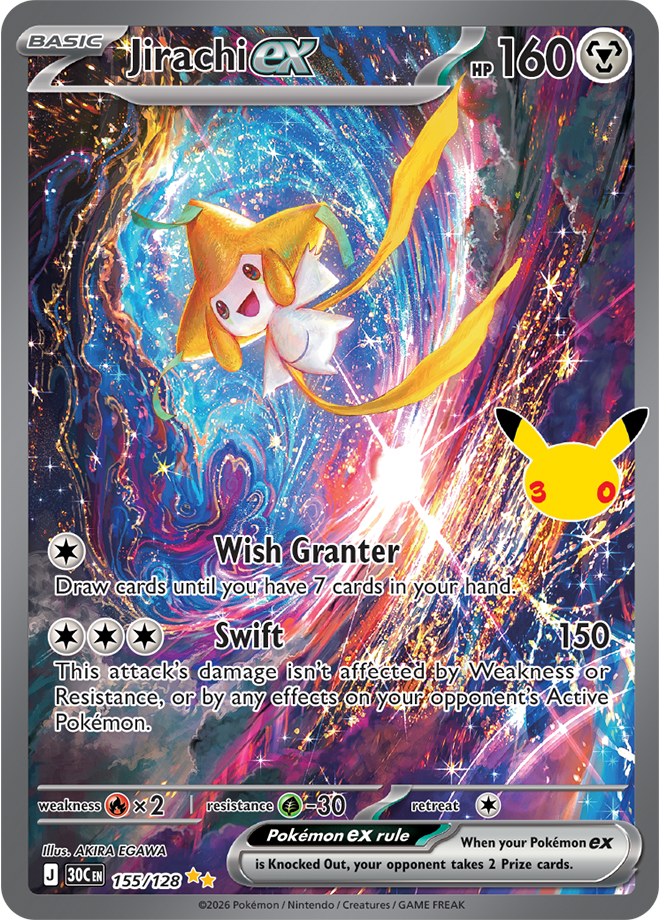 BASIC
Jirachi ex
HP 160
30
Wish Granter
Draw cards until you have 7 cards in your hand.
Swift 150
This attack's damage isn't affected by Weakness or
Resistance, or by any effects on your opponent's Active
Pokémon.
weakness ×2 resistance -30 retreat
Illus. AKIRA EGAWA
Pokémon ex rule
When your Pokémon ex
is Knocked Out, your opponent takes 2 Prize cards.
J 30C EN 155/128
©2026 Pokémon / Nintendo / Creatures / GAME FREAK